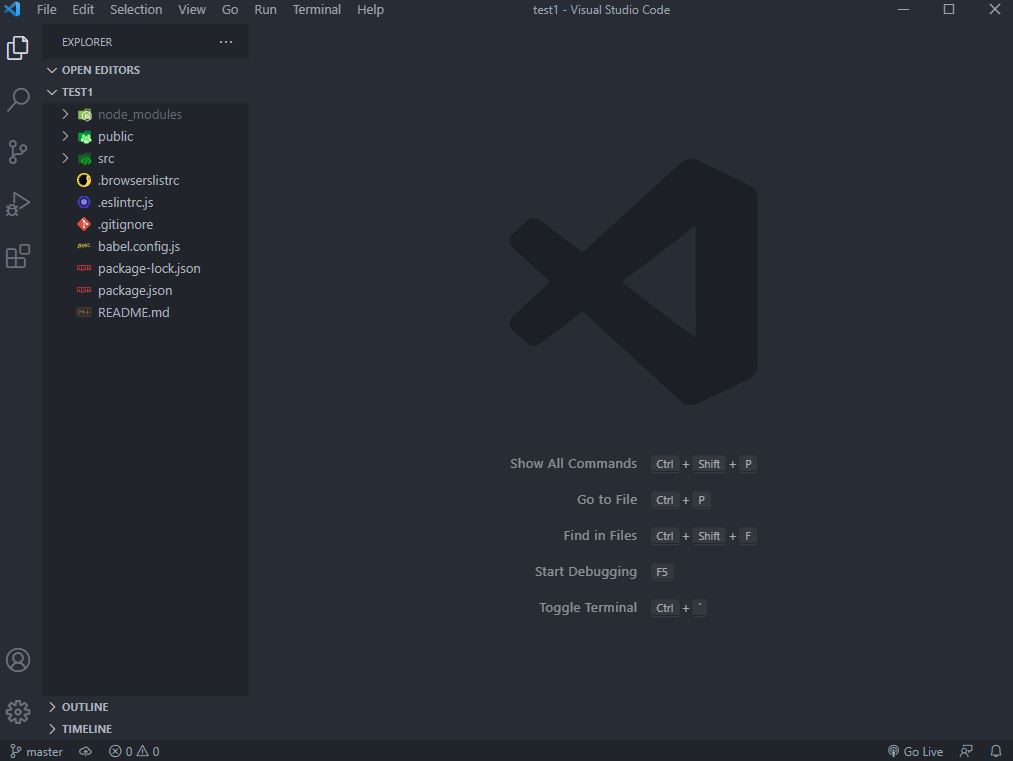 File Edit Selection View Go Run Terminal Help test1 - Visual Studio Code
EXPLORER
OPEN EDITORS
TEST1
node_modules
public
src
.browserslistrc
.eslintrc.js
.gitignore
babel.config.js
package-lock.json
package.json
README.md
Show All Commands Ctrl + Shift + P
Go to File Ctrl + P
Find in Files Ctrl + Shift + F
Start Debugging F5
Toggle Terminal Ctrl + `
OUTLINE
TIMELINE
master 0 0 Go Live